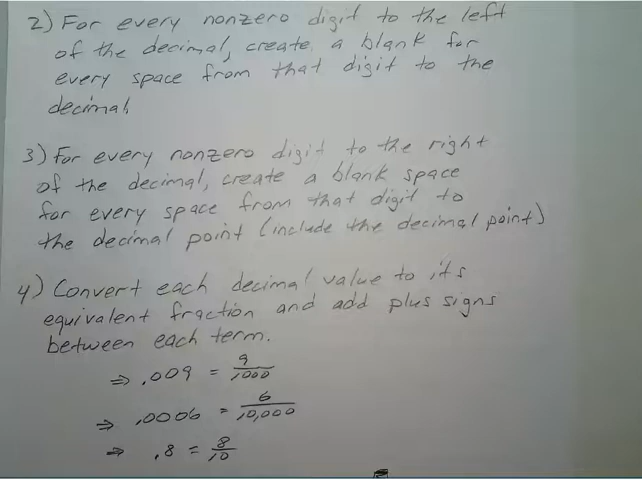 2) For every nonzero digit to the left
of the decimal, create a blank for
every space from that digit to the
decimal.
3) For every nonzero digit to the right
of the decimal, create a blank space
for every space from that digit to
the decimal point (include the decimal point)
4) Convert each decimal value to its
equivalent fraction and add plus signs
between each term.
⇒ .009 = 9/1000
⇒ .0006 = 6/10,000
⇒ .8 = 8/10